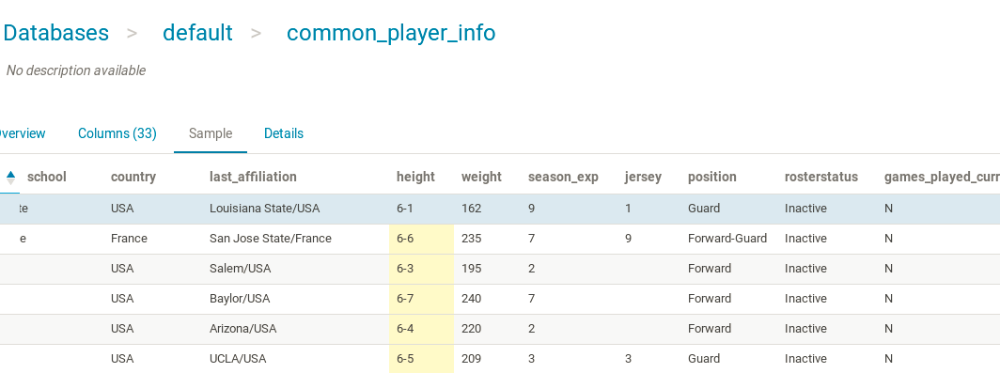 Databases > default > common_player_info
No description available
Overview Columns (33) Sample Details
school country last_affiliation height weight season_exp jersey position rosterstatus games_played_curr
te USA Louisiana State/USA 6-1 162 9 1 Guard Inactive N
e France San Jose State/France 6-6 235 7 9 Forward-Guard Inactive N
USA Salem/USA 6-3 195 2 Forward Inactive N
USA Baylor/USA 6-7 240 7 Forward Inactive N
USA Arizona/USA 6-4 220 2 Forward Inactive N
USA UCLA/USA 6-5 209 3 3 Guard Inactive N